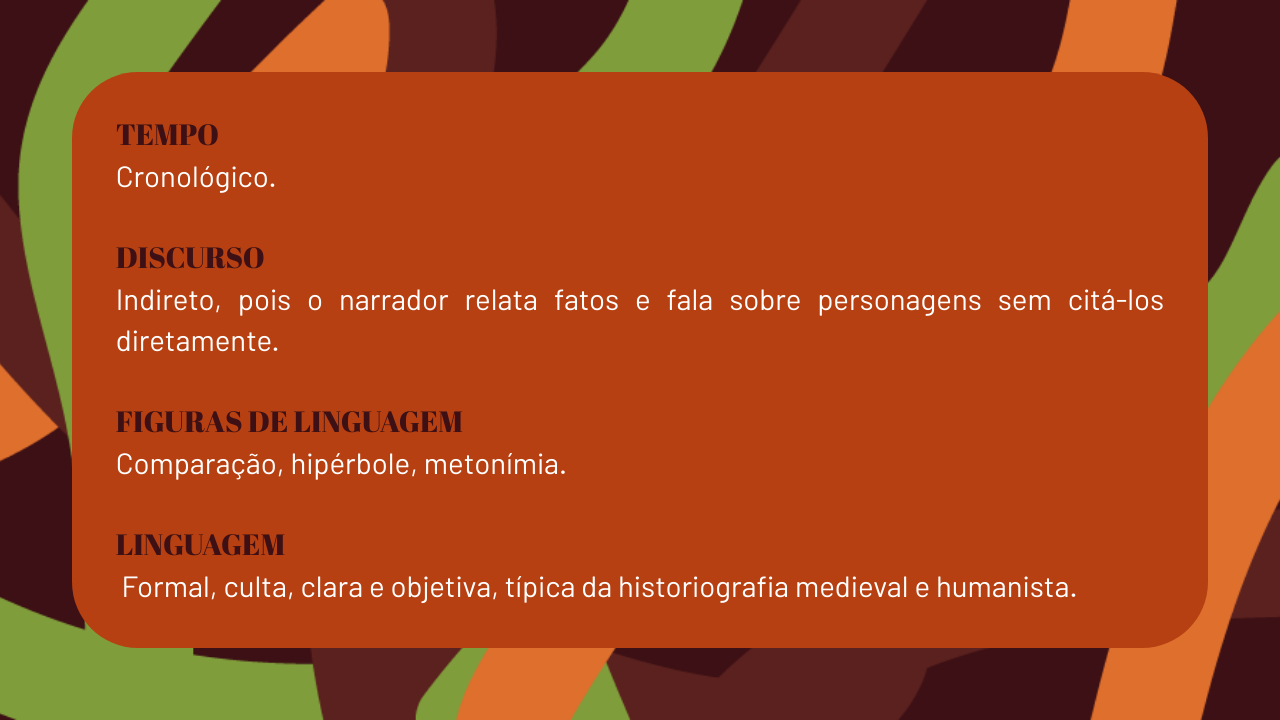 TEMPO
Cronológico.
DISCURSO
Indireto, pois o narrador relata fatos e fala sobre personagens sem citá-los
diretamente.
FIGURAS DE LINGUAGEM
Comparação, hipérbole, metonímia.
LINGUAGEM
Formal, culta, clara e objetiva, típica da historiografia medieval e humanista.